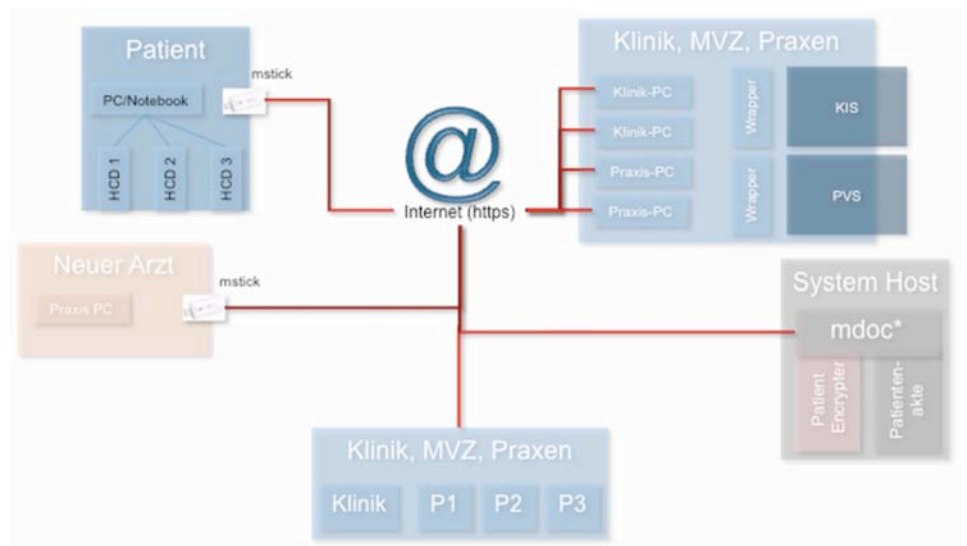 Patient
mstick
PC/Notebook
HCD 1
HCD 2
HCD 3
@
Internet (https)
Klinik, MVZ, Praxen
Klinik-PC
Klinik-PC
Praxis-PC
Praxis-PC
Wrapper
Wrapper
KIS
PVS
Neuer Arzt
mstick
Praxis PC
System Host
mdoc*
Patient
Encrypter
Patienten-
akte
Klinik, MVZ, Praxen
Klinik
P1
P2
P3